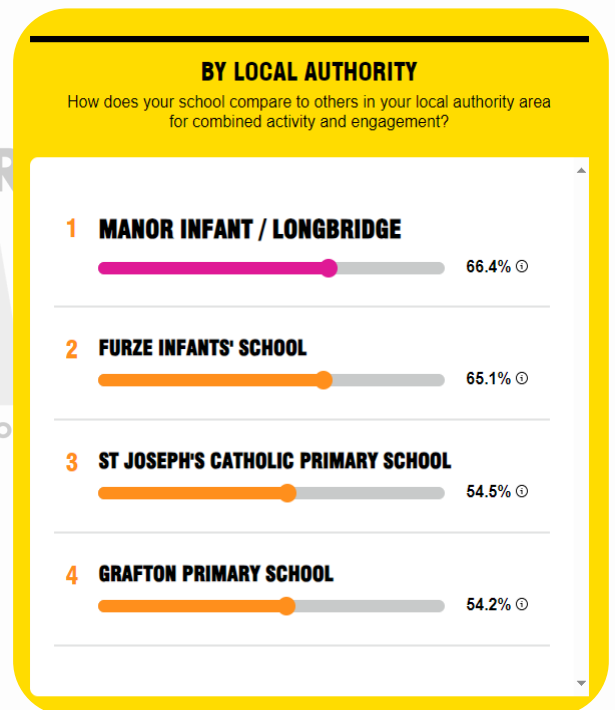 BY LOCAL AUTHORITY
How does your school compare to others in your local authority area
for combined activity and engagement?
1 MANOR INFANT / LONGBRIDGE
66.4%
2 FURZE INFANTS' SCHOOL
65.1%
3 ST JOSEPH'S CATHOLIC PRIMARY SCHOOL
54.5%
4 GRAFTON PRIMARY SCHOOL
54.2%